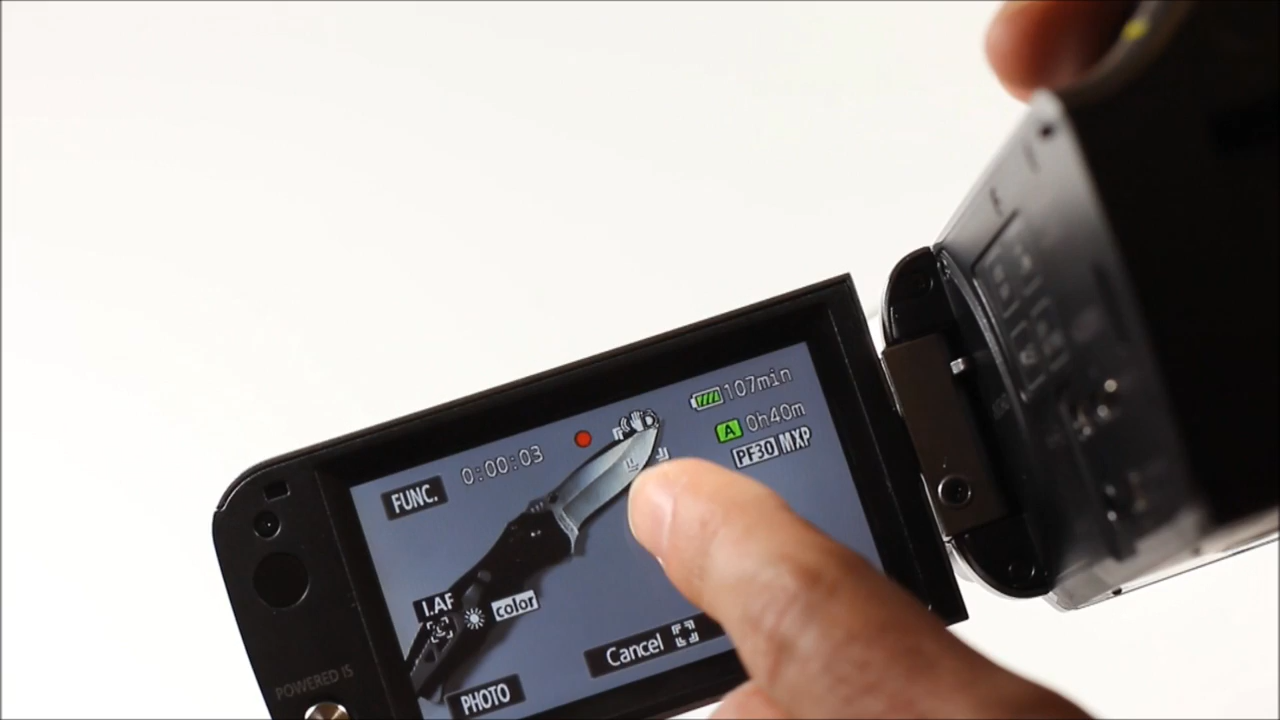 107min
0:00:03
A 0h40m
FUNC.
PF30 MXP
I.AF
color
Cancel
PHOTO
POWERED IS